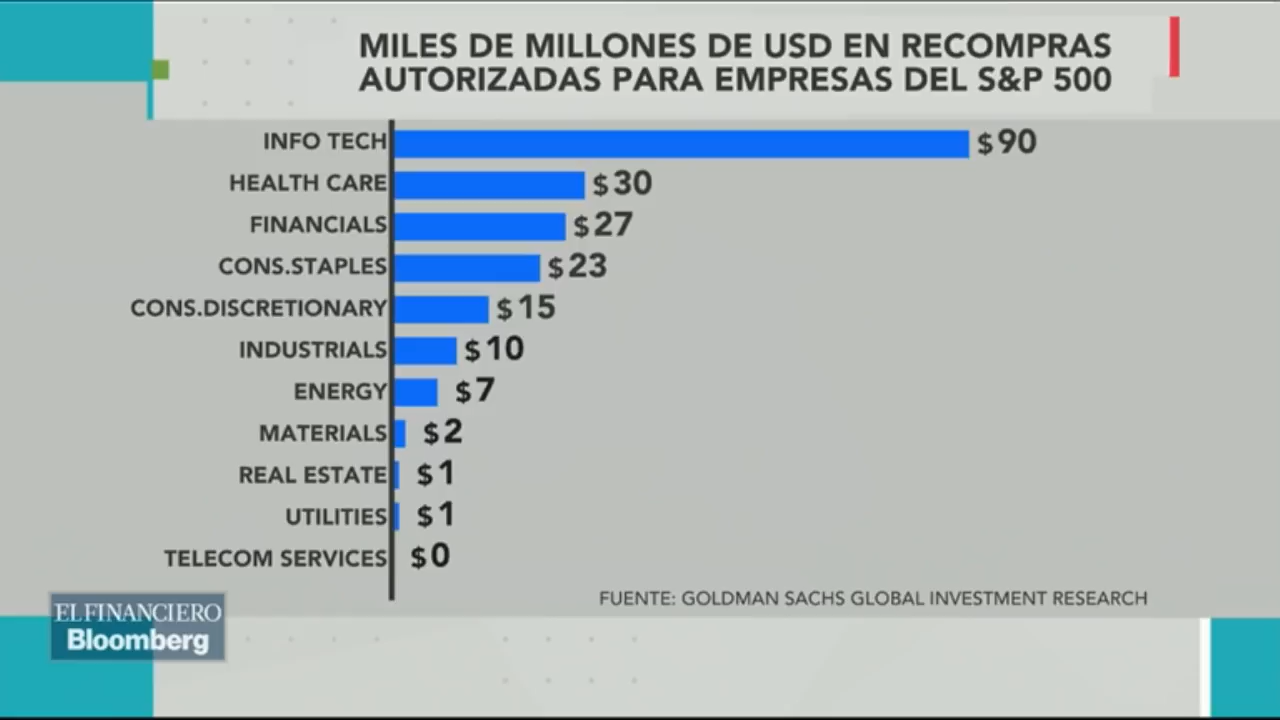 MILES DE MILLONES DE USD EN RECOMPRAS
AUTORIZADAS PARA EMPRESAS DEL S&P 500
INFO TECH $90
HEALTH CARE $30
FINANCIALS $27
CONS.STAPLES $23
CONS.DISCRETIONARY $15
INDUSTRIALS $10
ENERGY $7
MATERIALS $2
REAL ESTATE $1
UTILITIES $1
TELECOM SERVICES $0
FUENTE: GOLDMAN SACHS GLOBAL INVESTMENT RESEARCH
EL FINANCIERO
Bloomberg